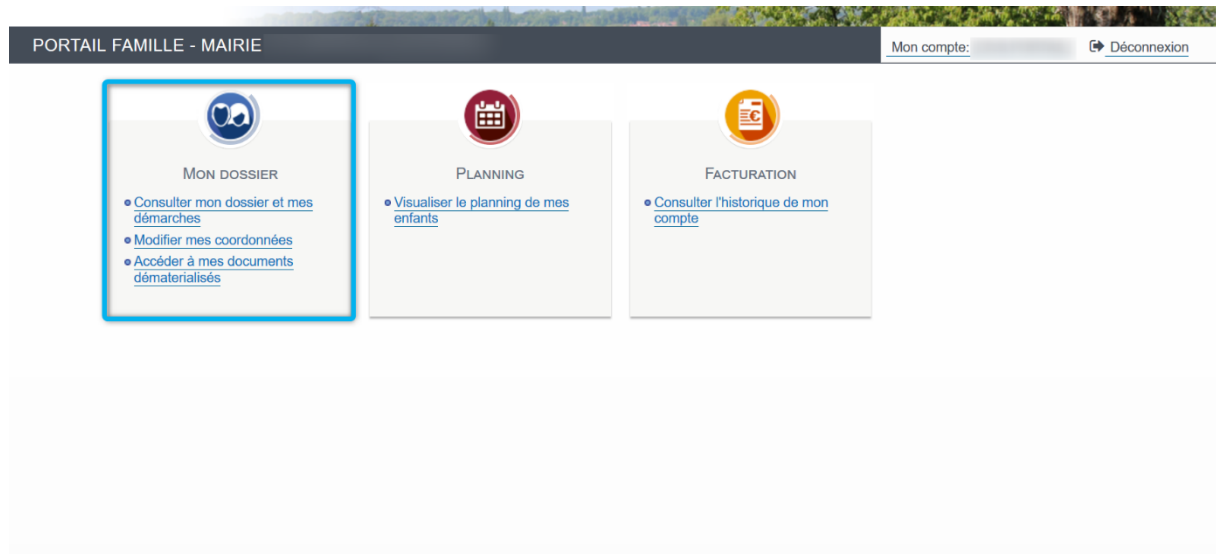 PORTAIL FAMILLE - MAIRIE
Mon compte:
Déconnexion
MON DOSSIER
Consulter mon dossier et mes
démarches
Modifier mes coordonnées
Accéder à mes documents
dématerialisés
PLANNING
Visualiser le planning de mes
enfants
FACTURATION
Consulter l'historique de mon
compte